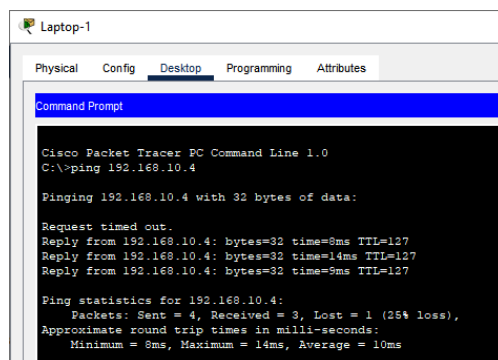 Laptop-1
Physical Config Desktop Programming Attributes
Command Prompt
Cisco Packet Tracer PC Command Line 1.0
C:\>ping 192.168.10.4
Pinging 192.168.10.4 with 32 bytes of data:
Request timed out.
Reply from 192.168.10.4: bytes=32 time=8ms TTL=127
Reply from 192.168.10.4: bytes=32 time=14ms TTL=127
Reply from 192.168.10.4: bytes=32 time=9ms TTL=127
Ping statistics for 192.168.10.4:
Packets: Sent = 4, Received = 3, Lost = 1 (25% loss),
Approximate round trip times in milli-seconds:
Minimum = 8ms, Maximum = 14ms, Average = 10ms